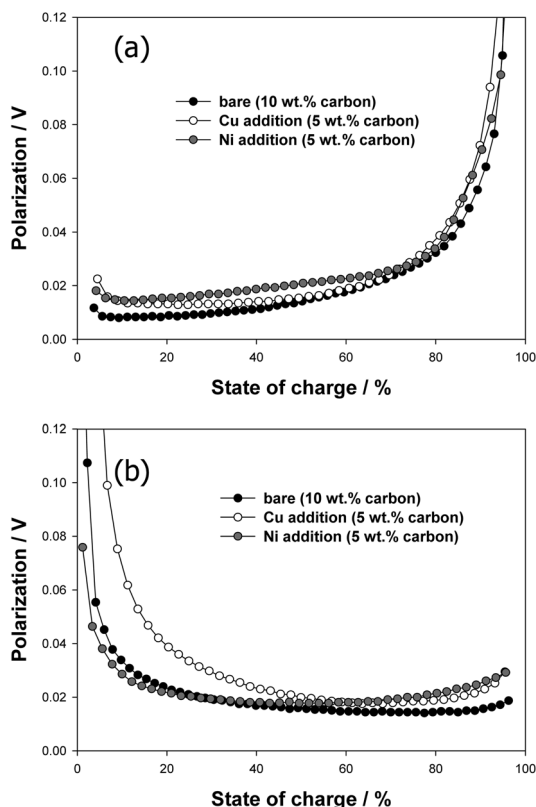 (a)
0.12
0.10
0.08
0.06
0.04
0.02
0.00
Polarization / V
bare (10 wt.% carbon)
Cu addition (5 wt.% carbon)
Ni addition (5 wt.% carbon)
0 20 40 60 80 100
State of charge / %
(b)
0.12
0.10
0.08
0.06
0.04
0.02
0.00
Polarization / V
bare (10 wt.% carbon)
Cu addition (5 wt.% carbon)
Ni addition (5 wt.% carbon)
0 20 40 60 80 100
State of charge / %